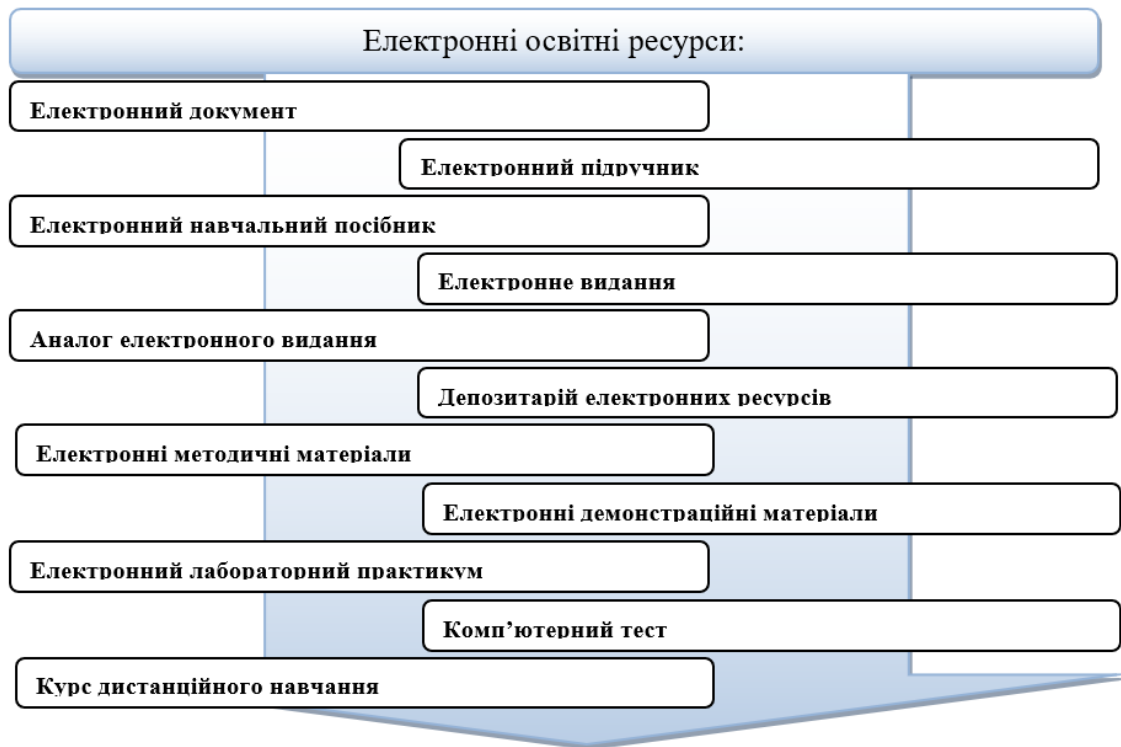 Електронні освітні ресурси:
Електронний документ
Електронний підручник
Електронний навчальний посібник
Електронне видання
Аналог електронного видання
Депозитарій електронних ресурсів
Електронні методичні матеріали
Електронні демонстраційні матеріали
Електронний лабораторний практикум
Комп’ютерний тест
Курс дистанційного навчання